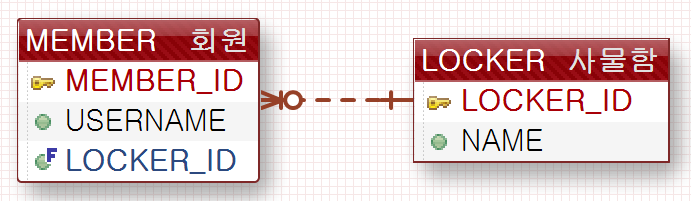 MEMBER 회원
MEMBER_ID
USERNAME
LOCKER_ID
LOCKER 사물함
LOCKER_ID
NAME